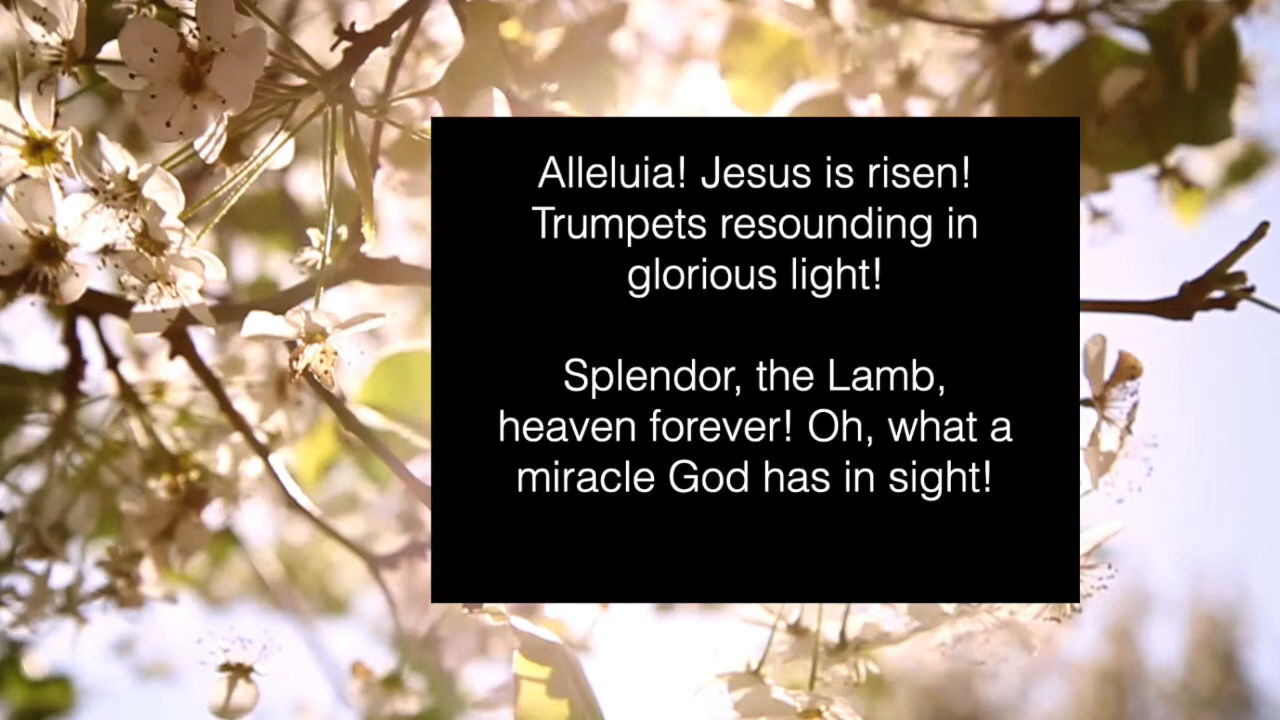 Alleluia! Jesus is risen!
Trumpets resounding in
glorious light!
Splendor, the Lamb,
heaven forever! Oh, what a
miracle God has in sight!